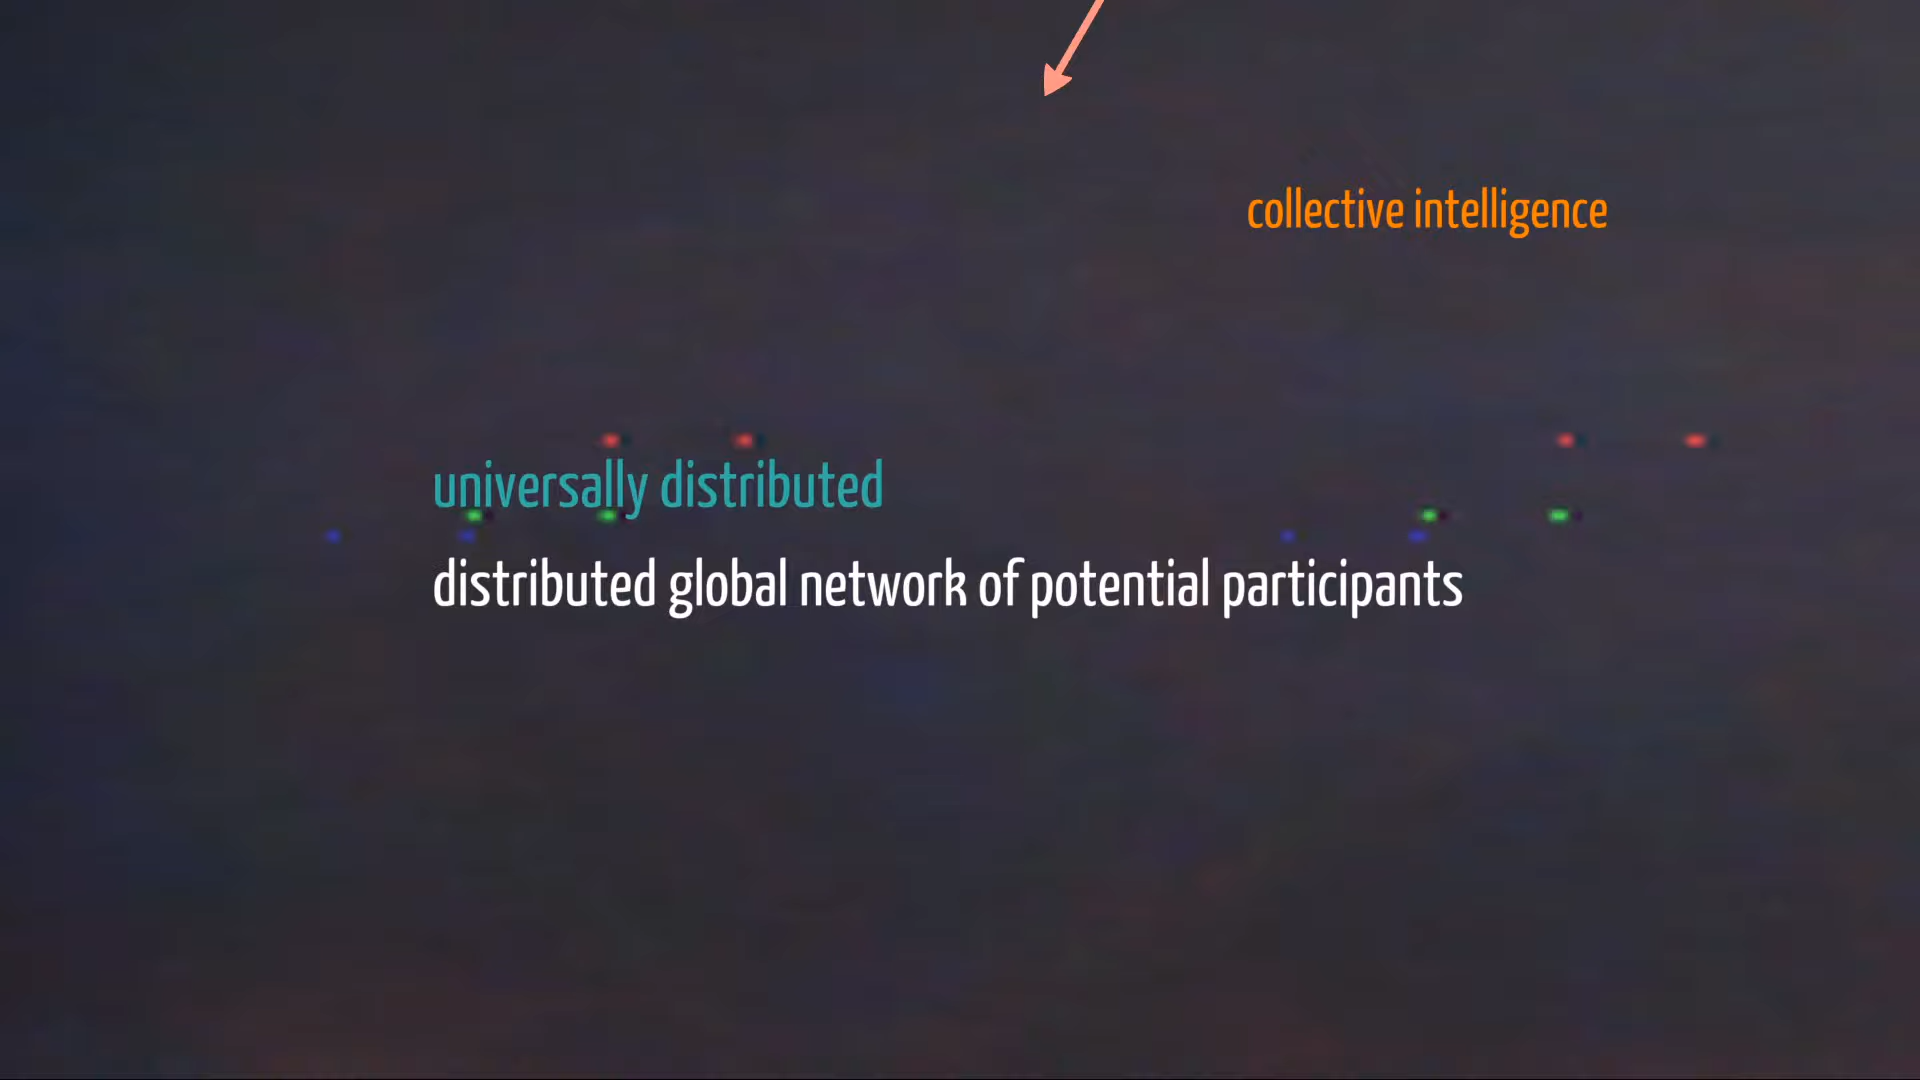 collective intelligence
universally distributed
distributed global network of potential participants